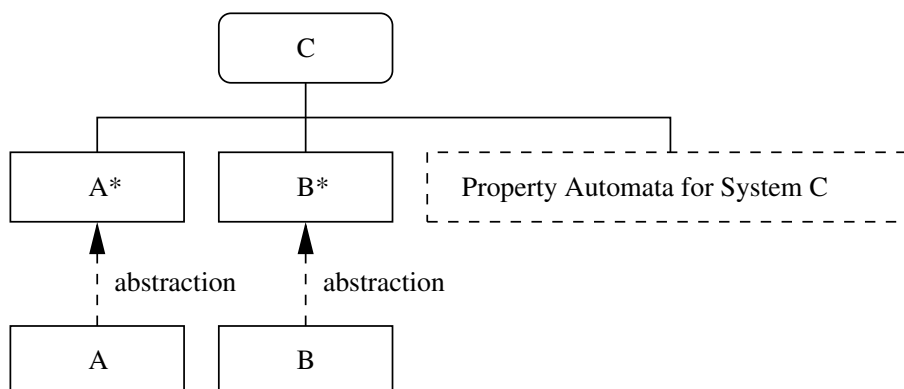 C
A*
B*
Property Automata for System C
abstraction
abstraction
A
B